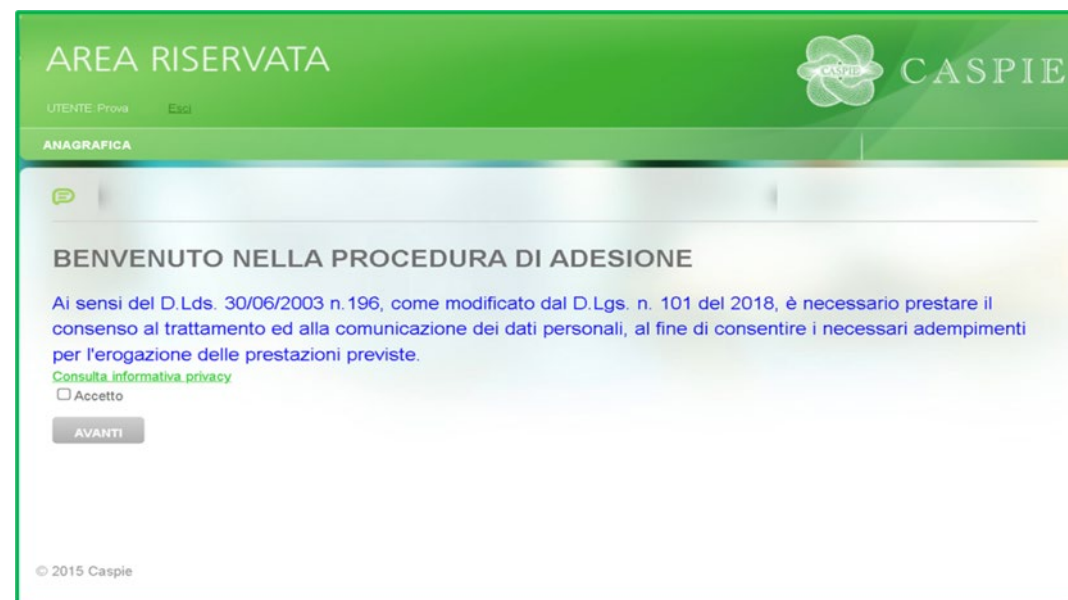 AREA RISERVATA
CASPIE
CASPIE
UTENTE:Prova Esci
ANAGRAFICA
BENVENUTO NELLA PROCEDURA DI ADESIONE
Ai sensi del D.Lds. 30/06/2003 n.196, come modificato dal D.Lgs. n. 101 del 2018, è necessario prestare il
consenso al trattamento ed alla comunicazione dei dati personali, al fine di consentire i necessari adempimenti
per l'erogazione delle prestazioni previste.
Consulta informativa privacy
Accetto
AVANTI
© 2015 Caspie